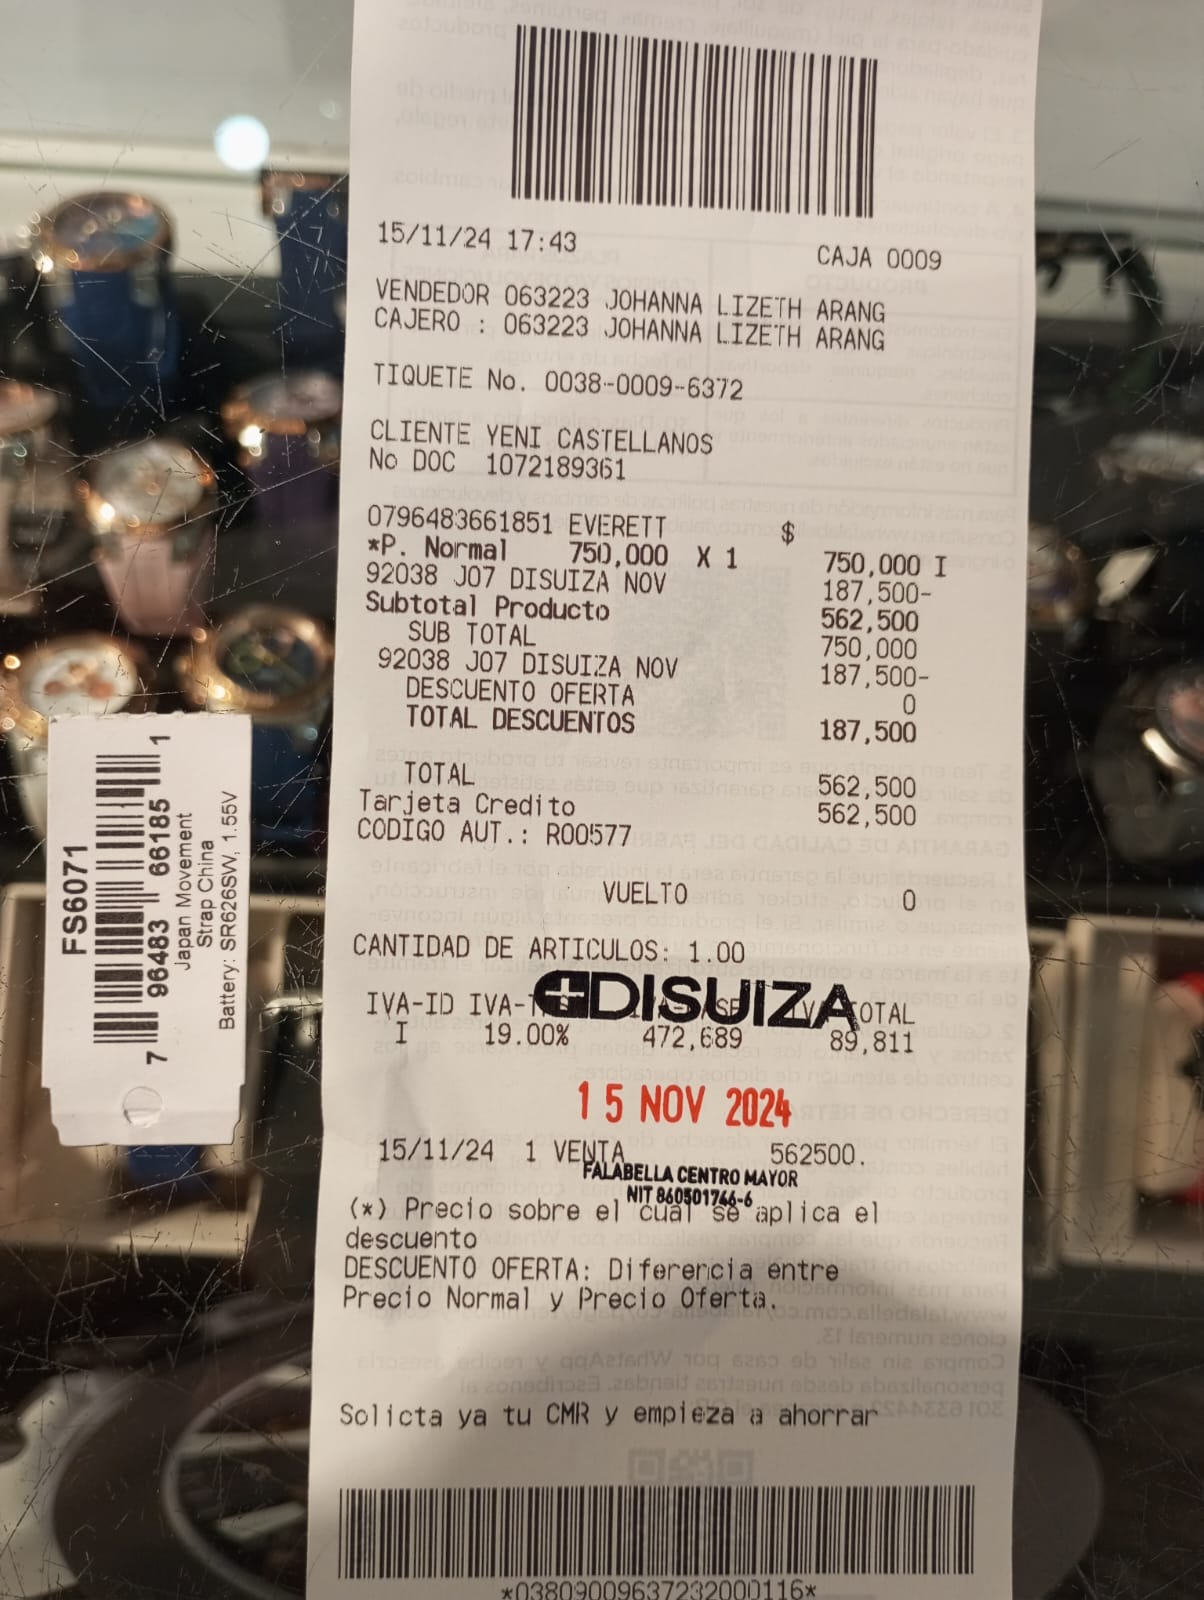 15/11/24 17:43 CAJA 0009
VENDEDOR 063223 JOHANNA LIZETH ARANG
CAJERO : 063223 JOHANNA LIZETH ARANG
TIQUETE No. 0038-0009-6372
CLIENTE YENI CASTELLANOS
No DOC 1072189361
0796483661851 EVERETT $
*P. Normal 750,000 X 1 750,000 I
92038 J07 DISUIZA NOV 187,500-
Subtotal Producto 562,500
SUB TOTAL 750,000
92038 J07 DISUIZA NOV 187,500-
DESCUENTO OFERTA 0
TOTAL DESCUENTOS 187,500
TOTAL 562,500
Tarjeta Credito 562,500
CODIGO AUT.: R00577
VUELTO 0
CANTIDAD DE ARTICULOS: 1.00
DISUIZA
IVA-ID
I 19.00% 472,689 89,811
15 NOV 2024
15/11/24 1 VENTA 562500.
FALABELLA CENTRO MAYOR
NIT 860501766-6
(*) Precio sobre el cual se aplica el
descuento
DESCUENTO OFERTA: Diferencia entre
Precio Normal y Precio Oferta.
Solicta ya tu CMR y empieza a ahorrar
*03809009637232000116*
FS6071
7 96483 66185 1
Japan Movement
Strap China
Battery: SR626SW, 1.55V